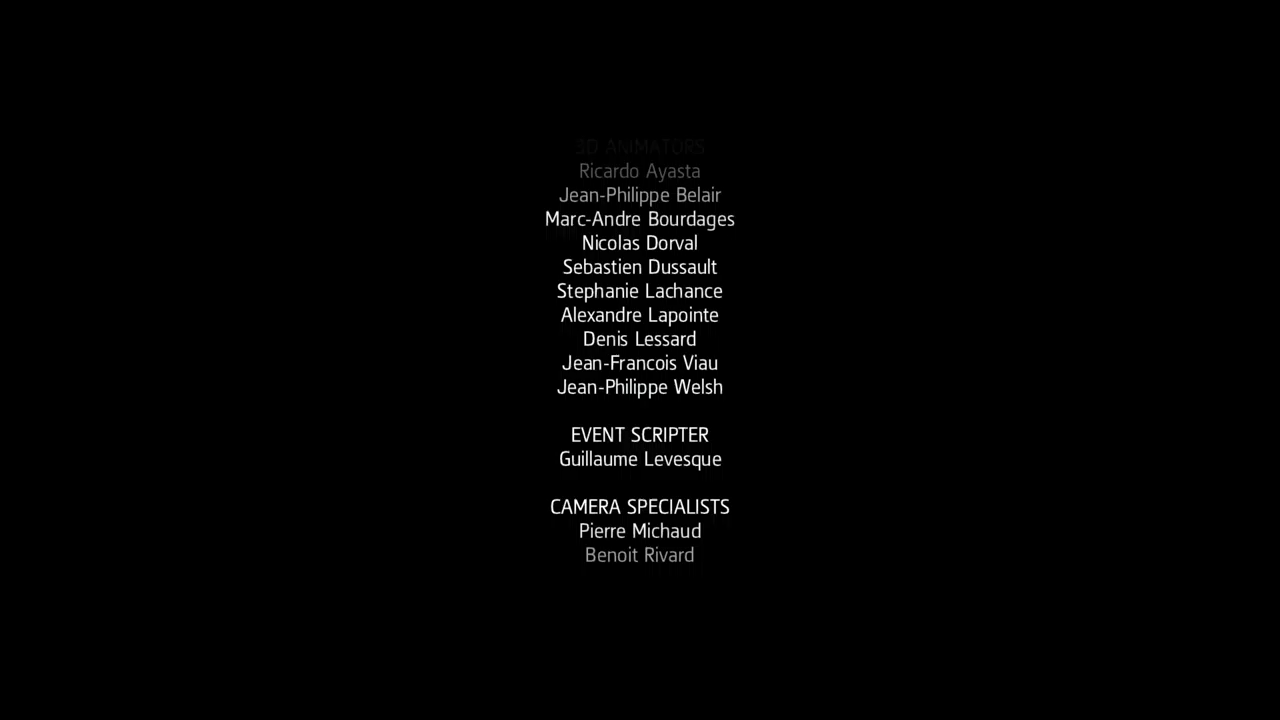 3D ANIMATORS
Ricardo Ayasta
Jean-Philippe Belair
Marc-Andre Bourdages
Nicolas Dorval
Sebastien Dussault
Stephanie Lachance
Alexandre Lapointe
Denis Lessard
Jean-Francois Viau
Jean-Philippe Welsh
EVENT SCRIPTER
Guillaume Levesque
CAMERA SPECIALISTS
Pierre Michaud
Benoit Rivard